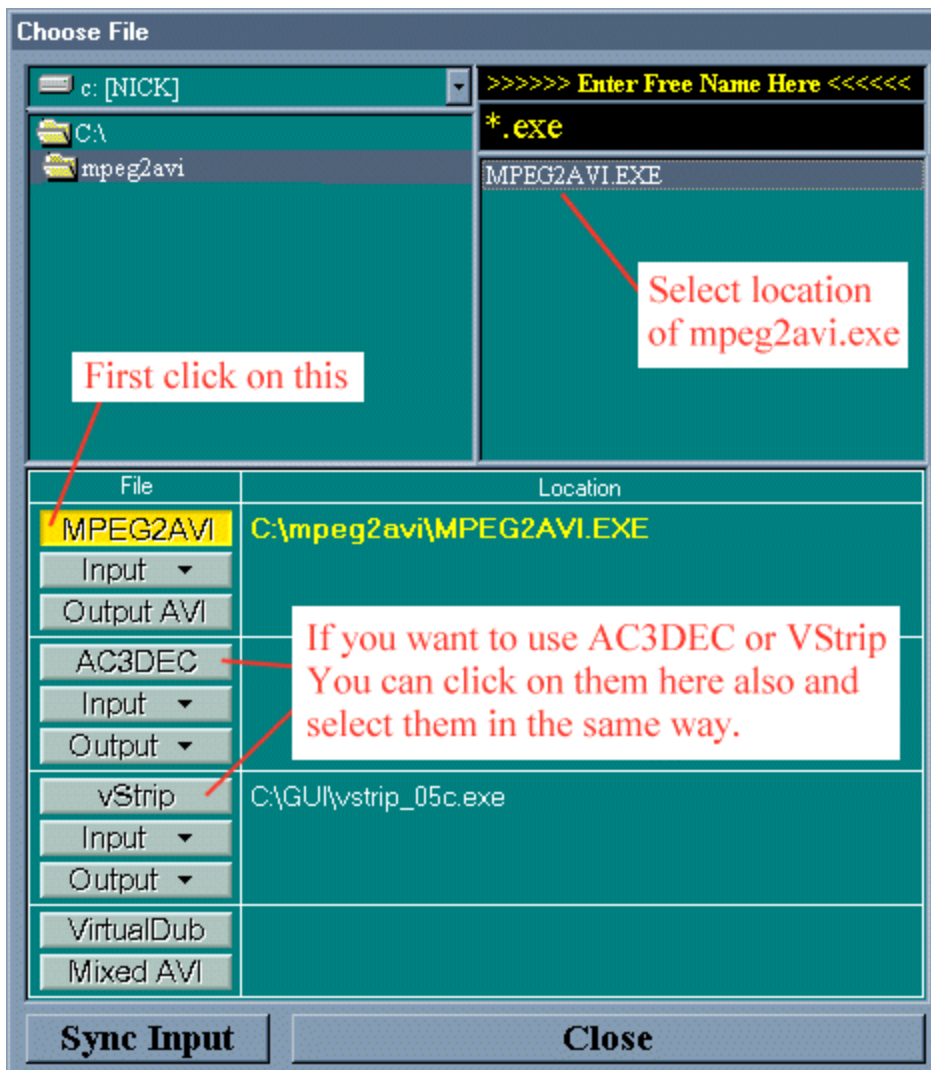 Choose File
c: [NICK]
>>>>>> Enter Free Name Here <<<<<<
*.exe
C:\
mpeg2avi
MPEG2AVI.EXE
Select location
of mpeg2avi.exe
First click on this
File
Location
MPEG2AVI
C:\mpeg2avi\MPEG2AVI.EXE
Input
Output AVI
If you want to use AC3DEC or VStrip
You can click on them here also and
select them in the same way.
AC3DEC
Input
Output
vStrip
C:\GUI\vstrip_05c.exe
Input
Output
VirtualDub
Mixed AVI
Sync Input
Close